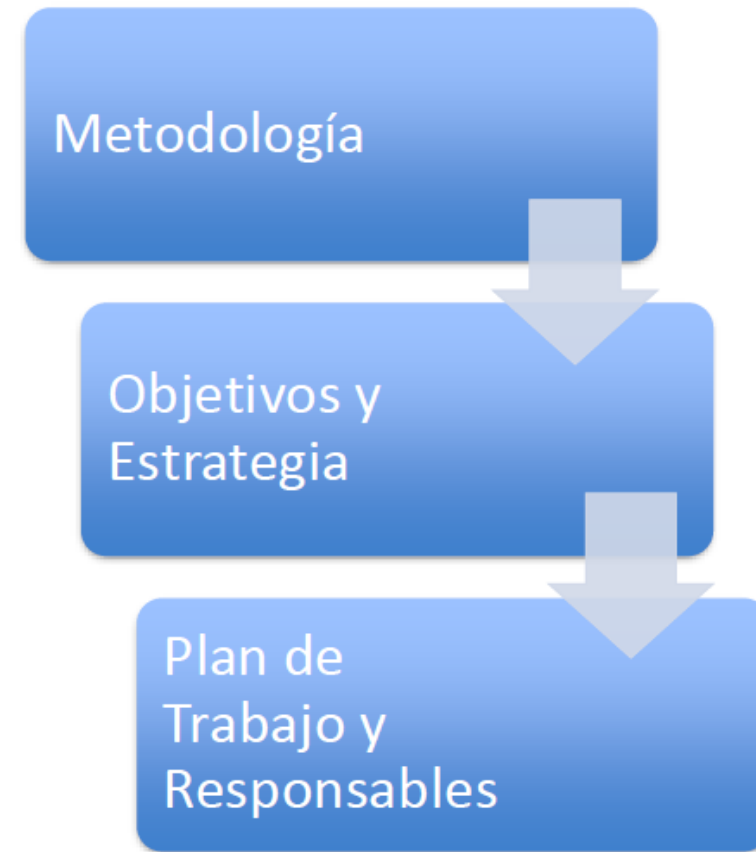 Metodología
Objetivos y
Estrategia
Plan de
Trabajo y
Responsables